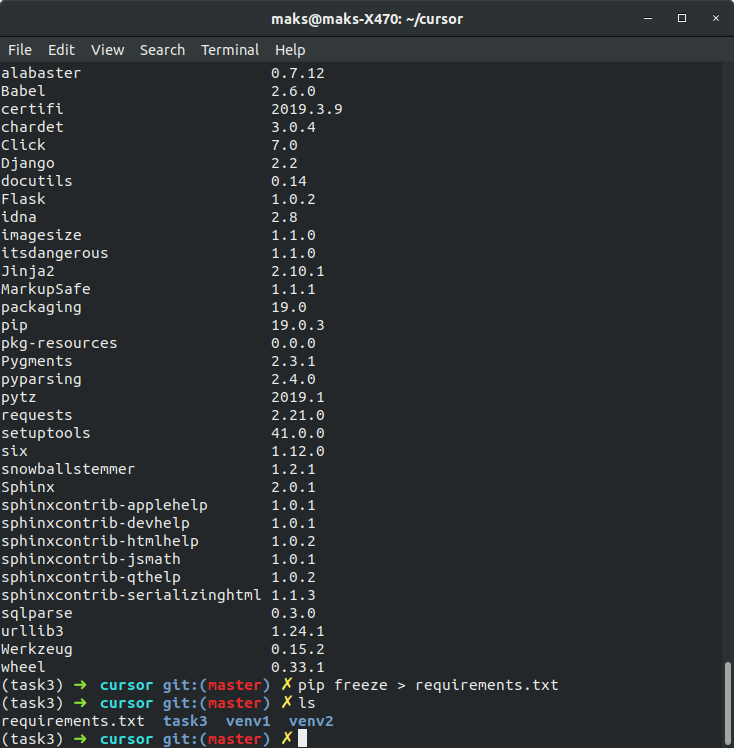 maks@maks-X470: ~/cursor
File Edit View Search Terminal Help
alabaster 0.7.12
Babel 2.6.0
certifi 2019.3.9
chardet 3.0.4
Click 7.0
Django 2.2
docutils 0.14
Flask 1.0.2
idna 2.8
imagesize 1.1.0
itsdangerous 1.1.0
Jinja2 2.10.1
MarkupSafe 1.1.1
packaging 19.0
pip 19.0.3
pkg-resources 0.0.0
Pygments 2.3.1
pyparsing 2.4.0
pytz 2019.1
requests 2.21.0
setuptools 41.0.0
six 1.12.0
snowballstemmer 1.2.1
Sphinx 2.0.1
sphinxcontrib-applehelp 1.0.1
sphinxcontrib-devhelp 1.0.1
sphinxcontrib-htmlhelp 1.0.2
sphinxcontrib-jsmath 1.0.1
sphinxcontrib-qthelp 1.0.2
sphinxcontrib-serializinghtml 1.1.3
sqlparse 0.3.0
urllib3 1.24.1
Werkzeug 0.15.2
wheel 0.33.1
(task3) ➜ cursor git:(master) ✗ pip freeze > requirements.txt
(task3) ➜ cursor git:(master) ✗ ls
requirements.txt task3 venv1 venv2
(task3) ➜ cursor git:(master) ✗